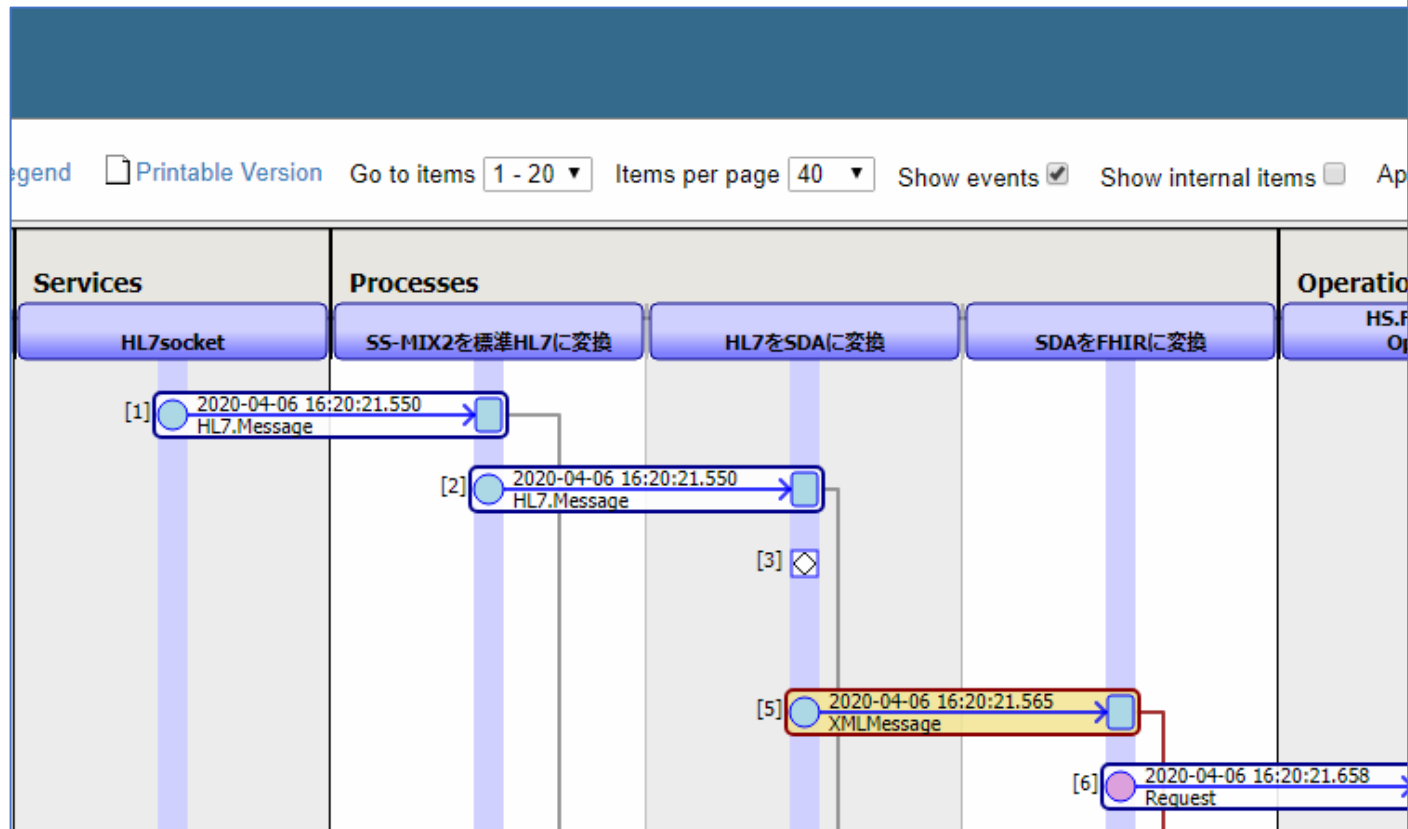 egend Printable Version Go to items 1 - 20 Items per page 40 Show events Show internal items Ap
Services Processes Operatio
HL7socket SS-MIX2を標準HL7に変換 HL7をSDAに変換 SDAをFHIRに変換 HS.F
Op
[1] 2020-04-06 16:20:21.550
HL7.Message
[2] 2020-04-06 16:20:21.550
HL7.Message
[3]
[5] 2020-04-06 16:20:21.565
XMLMessage
[6] 2020-04-06 16:20:21.658
Request